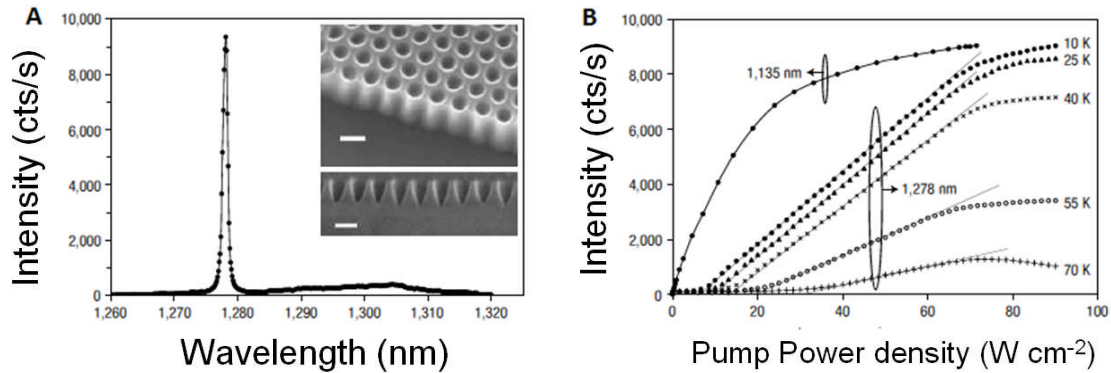 A
Intensity (cts/s)
10,000
8,000
6,000
4,000
2,000
0
1,260
1,270
1,280
1,290
1,300
1,310
1,320
Wavelength (nm)
B
Intensity (cts/s)
10,000
8,000
6,000
4,000
2,000
0
1,135 nm
1,278 nm
10 K
25 K
40 K
55 K
70 K
0
20
40
60
80
100
Pump Power density (W cm-2)